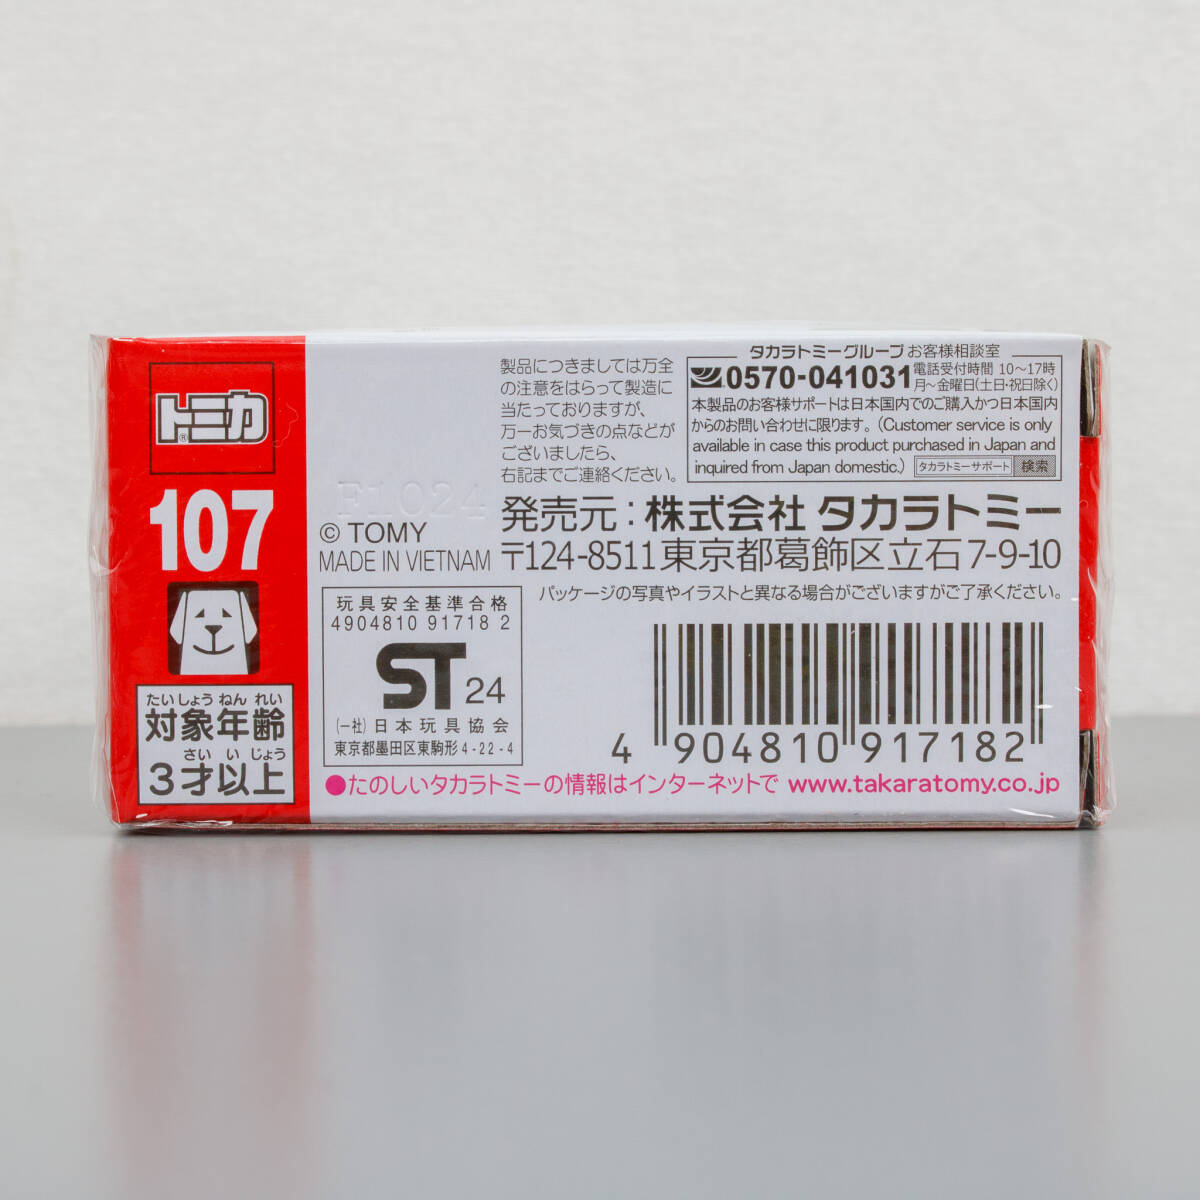 トミカ
®
107
たいしょう ねん れい
対象年齢
さい い じょう
3才以上
F1024
© TOMY
MADE IN VIETNAM
玩具安全基準合格
4904810 91718 2
ST 24
(一社)日本玩具協会
東京都墨田区東駒形4-22-4
製品につきましては万全
の注意をはらって製造に
当たっておりますが、
万一お気づきの点などが
ございましたら、
右記までご連絡ください。
タカラトミーグループ お客様相談室
0570-041031
電話受付時間 10〜17時
月〜金曜日(土日・祝日除く)
本製品のお客様サポートは日本国内でのご購入かつ日本国内
からのお問い合わせに限ります。(Customer service is only
available in case this product purchased in Japan and
inquired from Japan domestic.)
タカラトミーサポート 検索
発売元：株式会社 タカラトミー
〒124-8511 東京都葛飾区立石7-9-10
パッケージの写真やイラストと異なる場合がございますがご了承ください。
4 904810 917182
●たのしいタカラトミーの情報はインターネットで www.takaratomy.co.jp